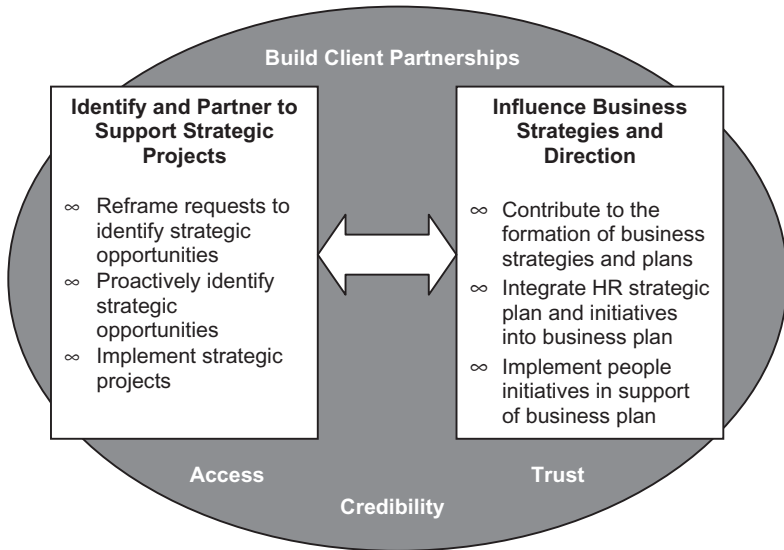 Build Client Partnerships
Identify and Partner to
Support Strategic
Projects
∞ Reframe requests to
identify strategic
opportunities
∞ Proactively identify
strategic
opportunities
∞ Implement strategic
projects
Influence Business
Strategies and
Direction
∞ Contribute to the
formation of business
strategies and plans
∞ Integrate HR strategic
plan and initiatives
into business plan
∞ Implement people
initiatives in support
of business plan
Access
Trust
Credibility